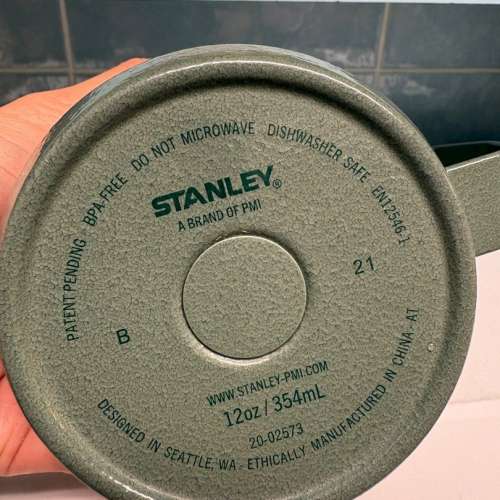 PATENT PENDING BPA-FREE DO NOT MICROWAVE DISHWASHER SAFE EN12546-1
STANLEY®
A BRAND OF PMI
B
21
WWW.STANLEY-PMI.COM
12oz / 354mL
20-02573
DESIGNED IN SEATTLE, WA - ETHICALLY MANUFACTURED IN CHINA - AT